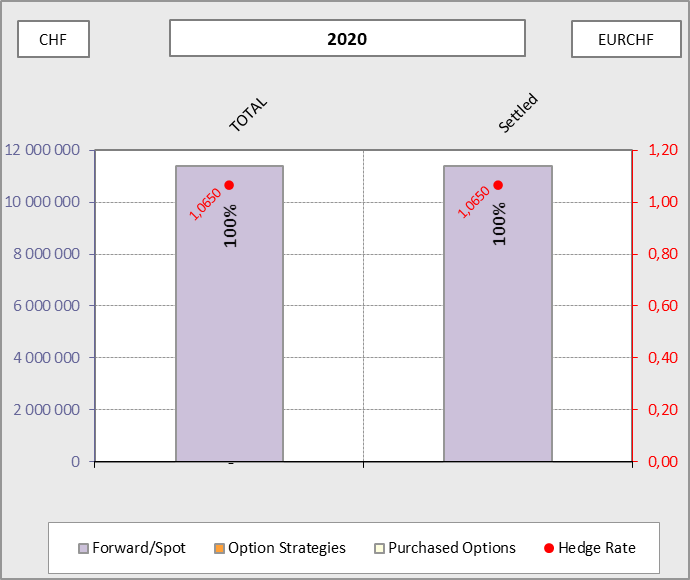 CHF
2020
EURCHF
TOTAL
Settled
12 000 000
10 000 000
8 000 000
6 000 000
4 000 000
2 000 000
0
1,0650
100%
1,0650
100%
1,20
1,00
0,80
0,60
0,40
0,20
0,00
-
Forward/Spot
Option Strategies
Purchased Options
Hedge Rate